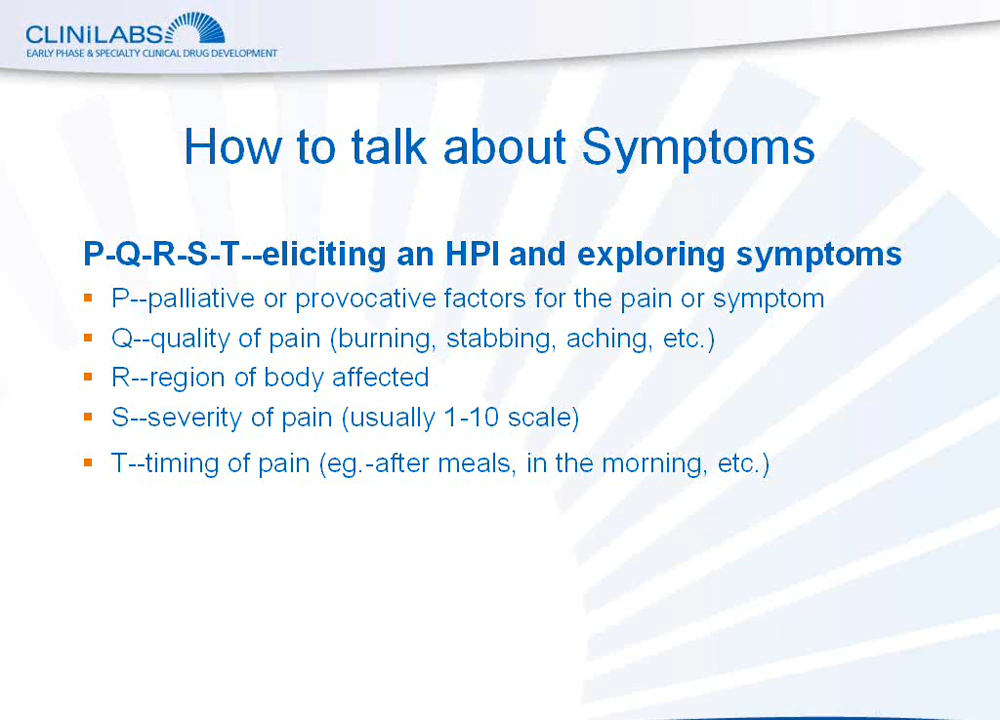 CLINiLABS
EARLY PHASE & SPECIALTY CLINICAL DRUG DEVELOPMENT
How to talk about Symptoms
P-Q-R-S-T--eliciting an HPI and exploring symptoms
▪ P--palliative or provocative factors for the pain or symptom
▪ Q--quality of pain (burning, stabbing, aching, etc.)
▪ R--region of body affected
▪ S--severity of pain (usually 1-10 scale)
▪ T--timing of pain (eg.-after meals, in the morning, etc.)